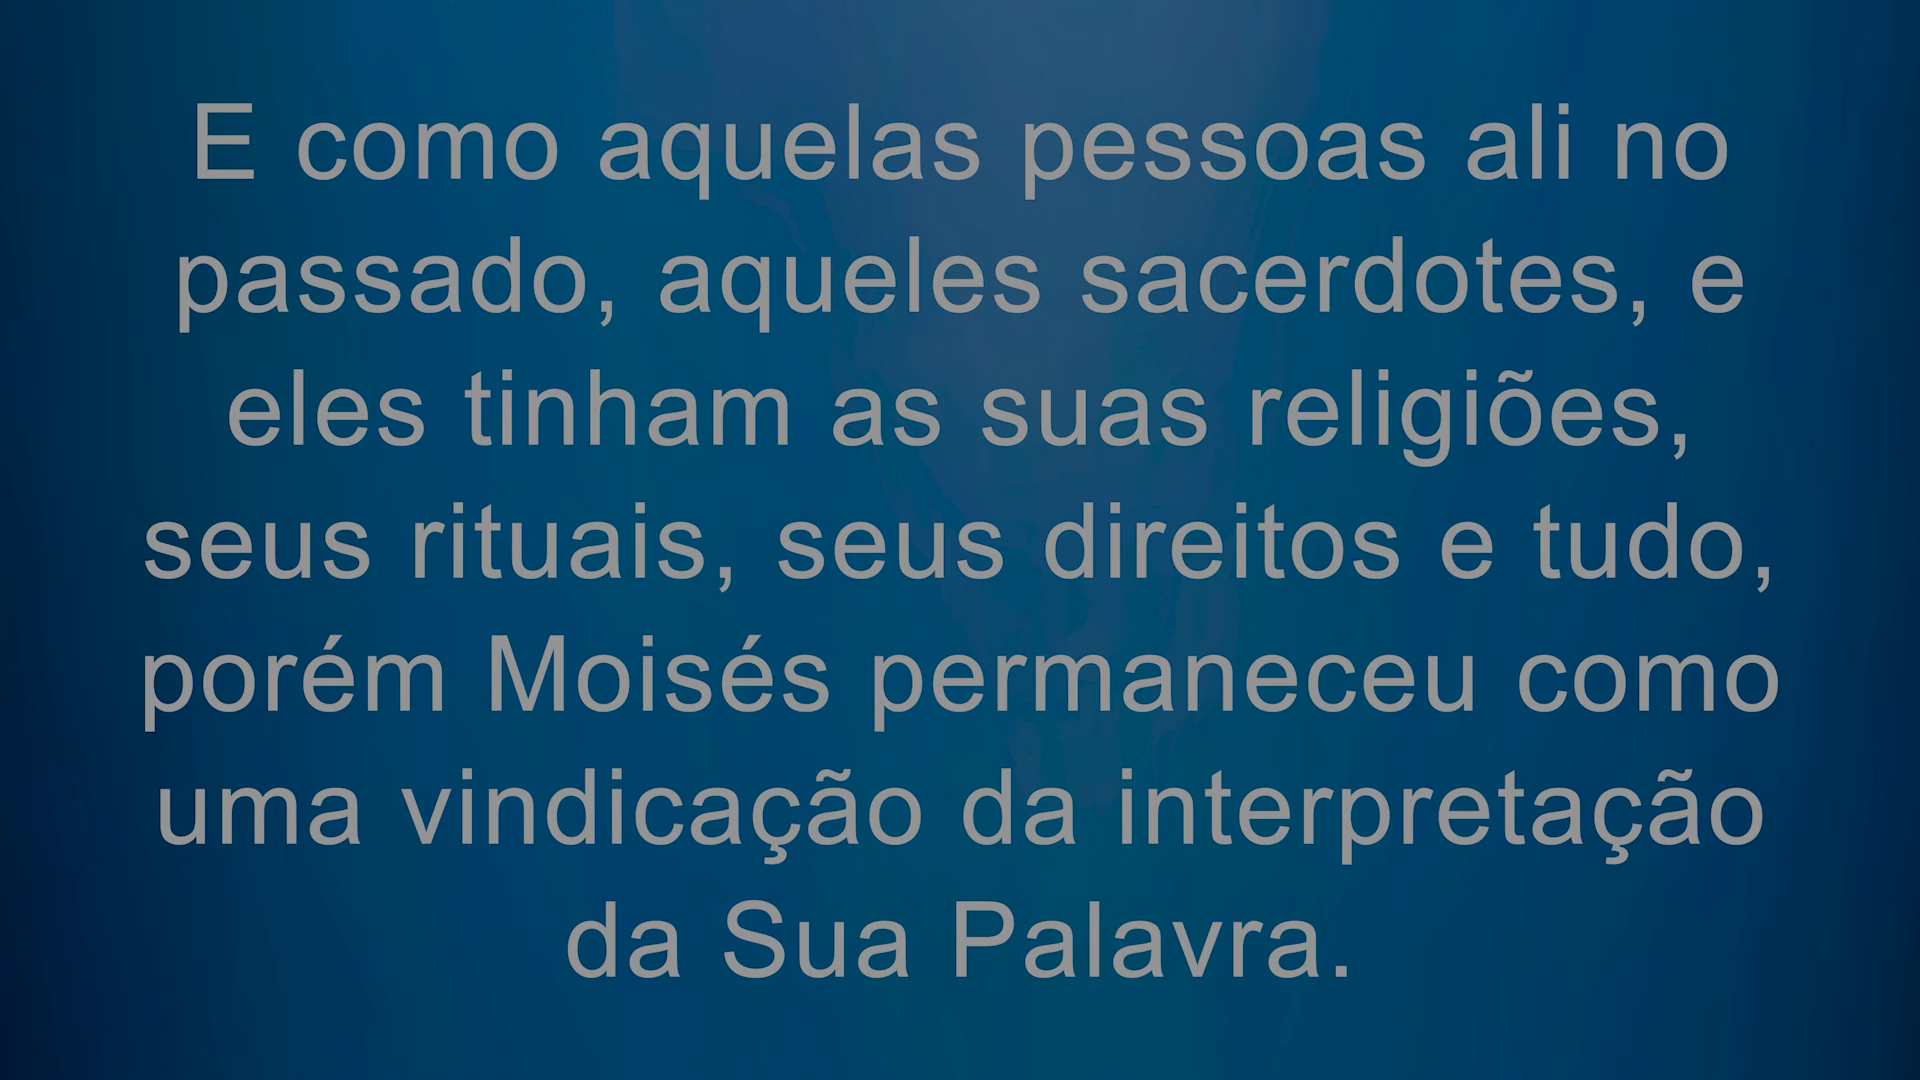 E como aquelas pessoas ali no
passado, aqueles sacerdotes, e
eles tinham as suas religiões,
seus rituais, seus direitos e tudo,
porém Moisés permaneceu como
uma vindicação da interpretação
da Sua Palavra.